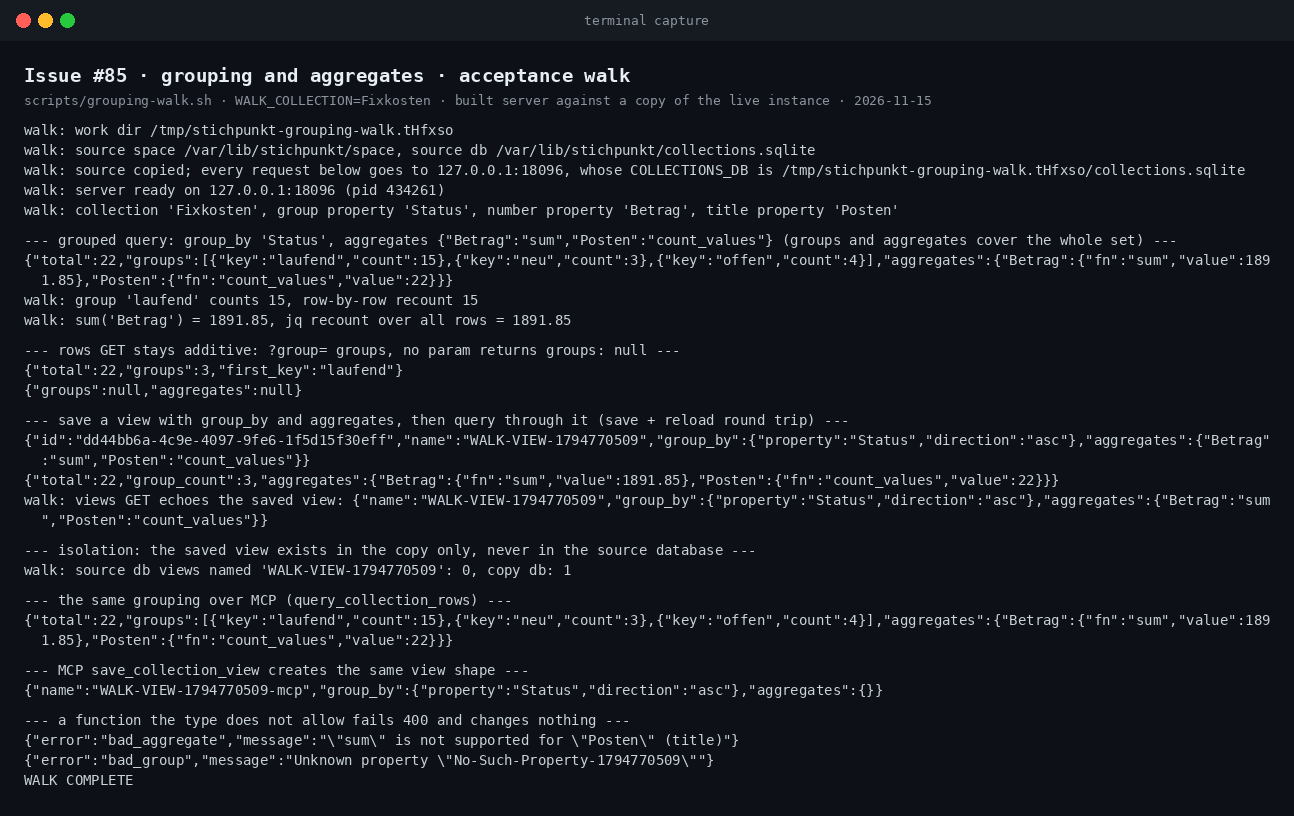 terminal capture
Issue #85 · grouping and aggregates · acceptance walk
scripts/grouping-walk.sh · WALK_COLLECTION=Fixkosten · built server against a copy of the live instance · 2026-11-15
walk: work dir /tmp/stichpunkt-grouping-walk.tHfxso
walk: source space /var/lib/stichpunkt/space, source db /var/lib/stichpunkt/collections.sqlite
walk: source copied; every request below goes to 127.0.0.1:18096, whose COLLECTIONS_DB is /tmp/stichpunkt-grouping-walk.tHfxso/collections.sqlite
walk: server ready on 127.0.0.1:18096 (pid 434261)
walk: collection 'Fixkosten', group property 'Status', number property 'Betrag', title property 'Posten'
--- grouped query: group_by 'Status', aggregates {"Betrag":"sum","Posten":"count_values"} (groups and aggregates cover the whole set) ---
{"total":22,"groups":[{"key":"laufend","count":15},{"key":"neu","count":3},{"key":"offen","count":4}],"aggregates":{"Betrag":{"fn":"sum","value":189
1.85},"Posten":{"fn":"count_values","value":22}}}
walk: group 'laufend' counts 15, row-by-row recount 15
walk: sum('Betrag') = 1891.85, jq recount over all rows = 1891.85
--- rows GET stays additive: ?group= groups, no param returns groups: null ---
{"total":22,"groups":3,"first_key":"laufend"}
{"groups":null,"aggregates":null}
--- save a view with group_by and aggregates, then query through it (save + reload round trip) ---
{"id":"dd44bb6a-4c9e-4097-9fe6-1f5d15f30eff","name":"WALK-VIEW-1794770509","group_by":{"property":"Status","direction":"asc"},"aggregates":{"Betrag"
:"sum","Posten":"count_values"}}
{"total":22,"group_count":3,"aggregates":{"Betrag":{"fn":"sum","value":1891.85},"Posten":{"fn":"count_values","value":22}}}
walk: views GET echoes the saved view: {"name":"WALK-VIEW-1794770509","group_by":{"property":"Status","direction":"asc"},"aggregates":{"Betrag":"sum
","Posten":"count_values"}}
--- isolation: the saved view exists in the copy only, never in the source database ---
walk: source db views named 'WALK-VIEW-1794770509': 0, copy db: 1
--- the same grouping over MCP (query_collection_rows) ---
{"total":22,"groups":[{"key":"laufend","count":15},{"key":"neu","count":3},{"key":"offen","count":4}],"aggregates":{"Betrag":{"fn":"sum","value":189
1.85},"Posten":{"fn":"count_values","value":22}}}
--- MCP save_collection_view creates the same view shape ---
{"name":"WALK-VIEW-1794770509-mcp","group_by":{"property":"Status","direction":"asc"},"aggregates":{}}
--- a function the type does not allow fails 400 and changes nothing ---
{"error":"bad_aggregate","message":"\"sum\" is not supported for \"Posten\" (title)"}
{"error":"bad_group","message":"Unknown property \"No-Such-Property-1794770509\""}
WALK COMPLETE